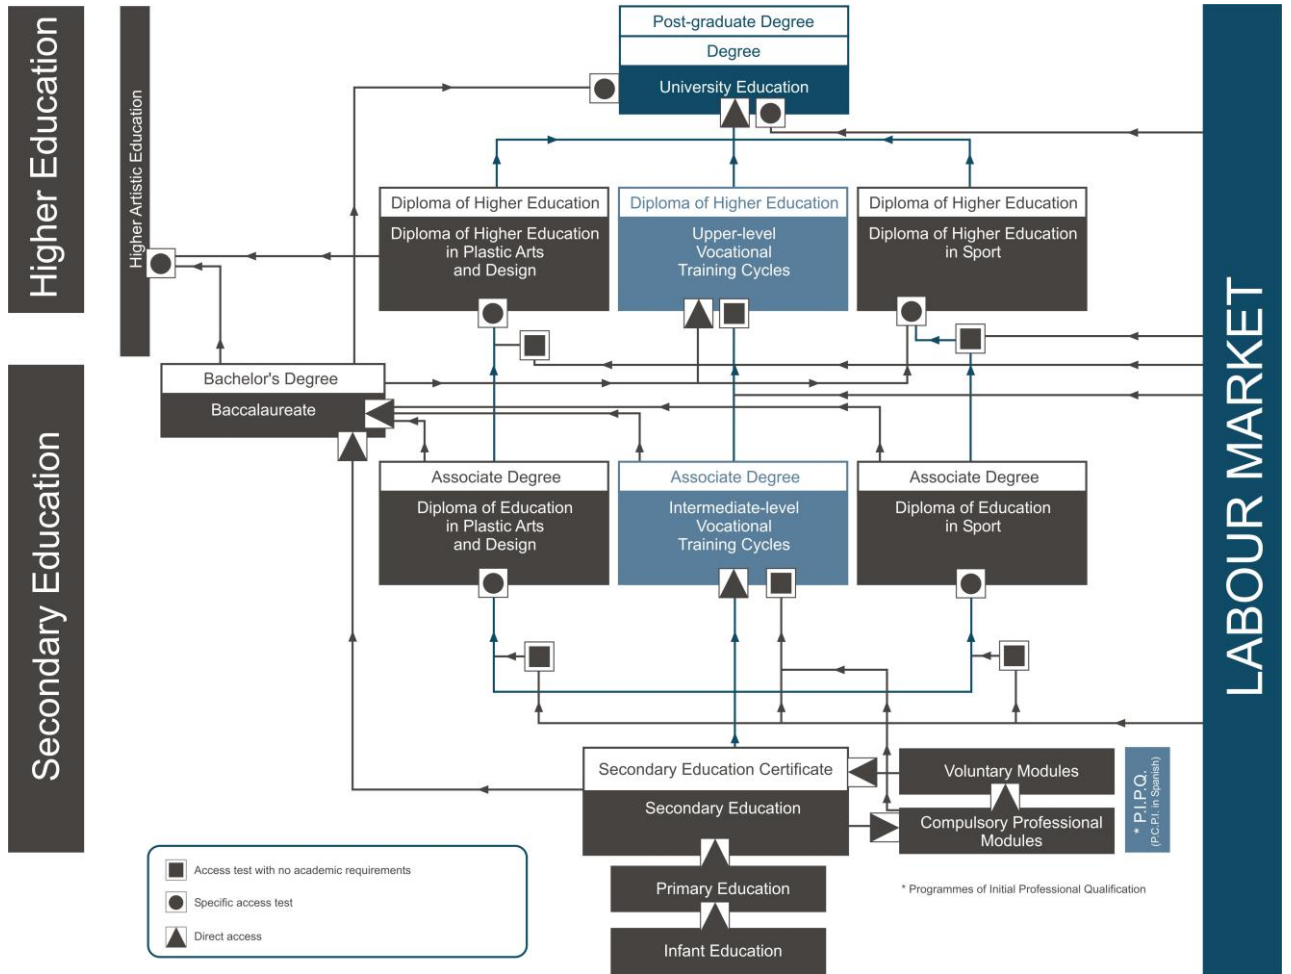 Higher Education
Higher Artistic Education
Post-graduate Degree
Degree
University Education
Diploma of Higher Education
Diploma of Higher Education
in Plastic Arts
and Design
Diploma of Higher Education
Upper-level
Vocational
Training Cycles
Diploma of Higher Education
Diploma of Higher Education
in Sport
LABOUR MARKET
Secondary Education
Bachelor's Degree
Baccalaureate
Associate Degree
Diploma of Education
in Plastic Arts
and Design
Associate Degree
Intermediate-level
Vocational
Training Cycles
Associate Degree
Diploma of Education
in Sport
Secondary Education Certificate
Secondary Education
Voluntary Modules
Compulsory Professional
Modules
* P.I.P.Q.
(P.C.P.I. in Spanish)
Primary Education
Infant Education
* Programmes of Initial Professional Qualification
Access test with no academic requirements
Specific access test
Direct access